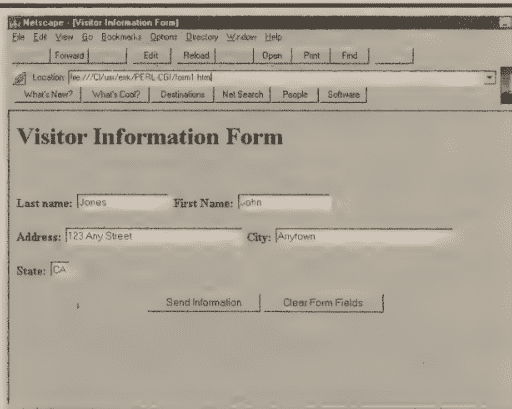 Netscape - [Visitor Information Form]
File Edit View Go Bookmarks Options Directory Window Help
Forward Edit Reload Open Print Find
Location: file:///C|/usr/eric/PERL-CGI/form1.html
What's New? What's Cool? Destinations Net Search People Software
Visitor Information Form
Last name: Jones First Name: John
Address: 123 Any Street City: Anytown
State: CA
Send Information Clear Form Fields